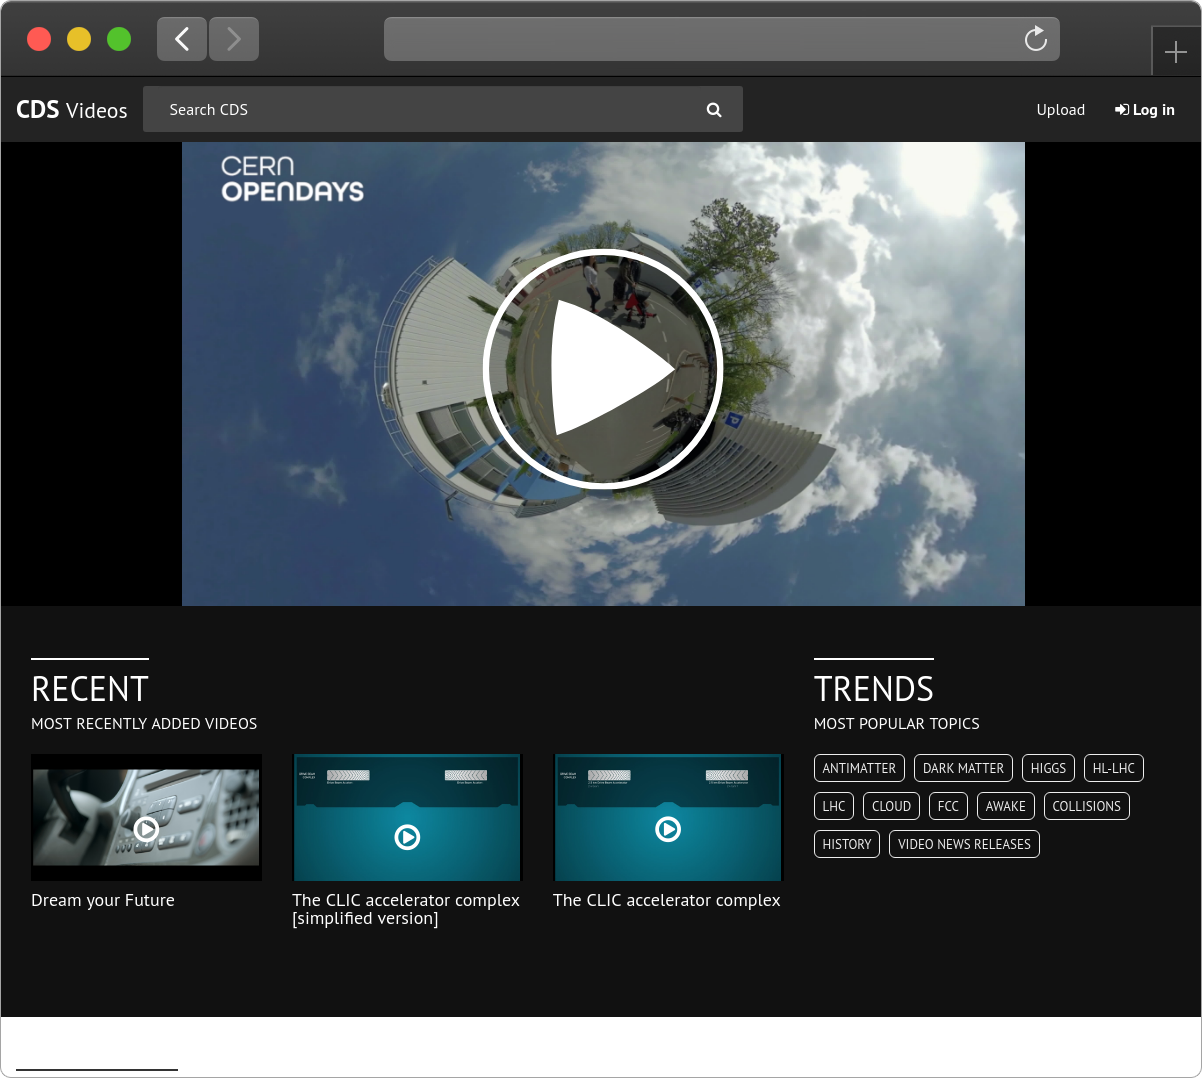 CDS Videos
Search CDS
Upload
Log in
CERN
OPENDAYS
RECENT
MOST RECENTLY ADDED VIDEOS
Dream your Future
The CLIC accelerator complex
[simplified version]
The CLIC accelerator complex
TRENDS
MOST POPULAR TOPICS
ANTIMATTER
DARK MATTER
HIGGS
HL-LHC
LHC
CLOUD
FCC
AWAKE
COLLISIONS
HISTORY
VIDEO NEWS RELEASES